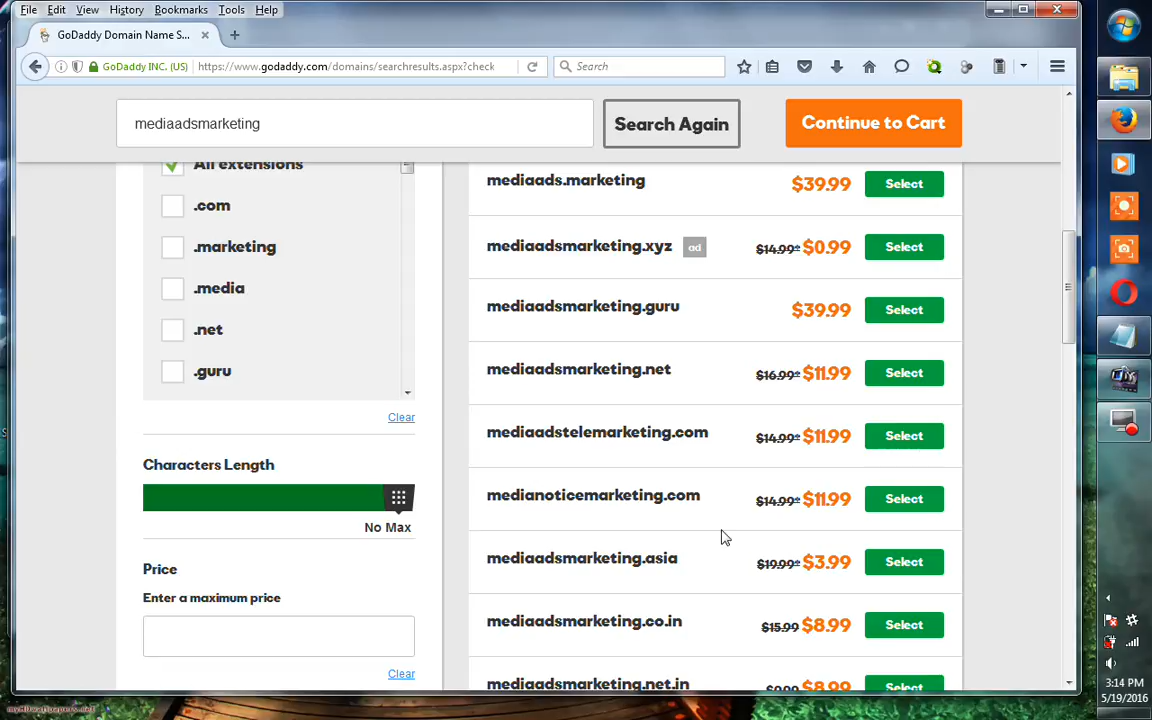 File Edit View History Bookmarks Tools Help
GoDaddy Domain Name S...
GoDaddy INC. (US) https://www.godaddy.com/domains/searchresults.aspx?check
Search
mediaadsmarketing
Search Again
Continue to Cart
All extensions
.com
.marketing
.media
.net
.guru
Clear
Characters Length
No Max
Price
Enter a maximum price
Clear
mediaads.marketing $39.99 Select
mediaadsmarketing.xyz ad $14.99* $0.99 Select
mediaadsmarketing.guru $39.99 Select
mediaadsmarketing.net $16.99* $11.99 Select
mediaadstelemarketing.com $14.99* $11.99 Select
medianoticemarketing.com $14.99* $11.99 Select
mediaadsmarketing.asia $19.99* $3.99 Select
mediaadsmarketing.co.in $15.99 $8.99 Select
mediaadsmarketing.net.in $8.99 Select
3:14 PM
5/19/2016